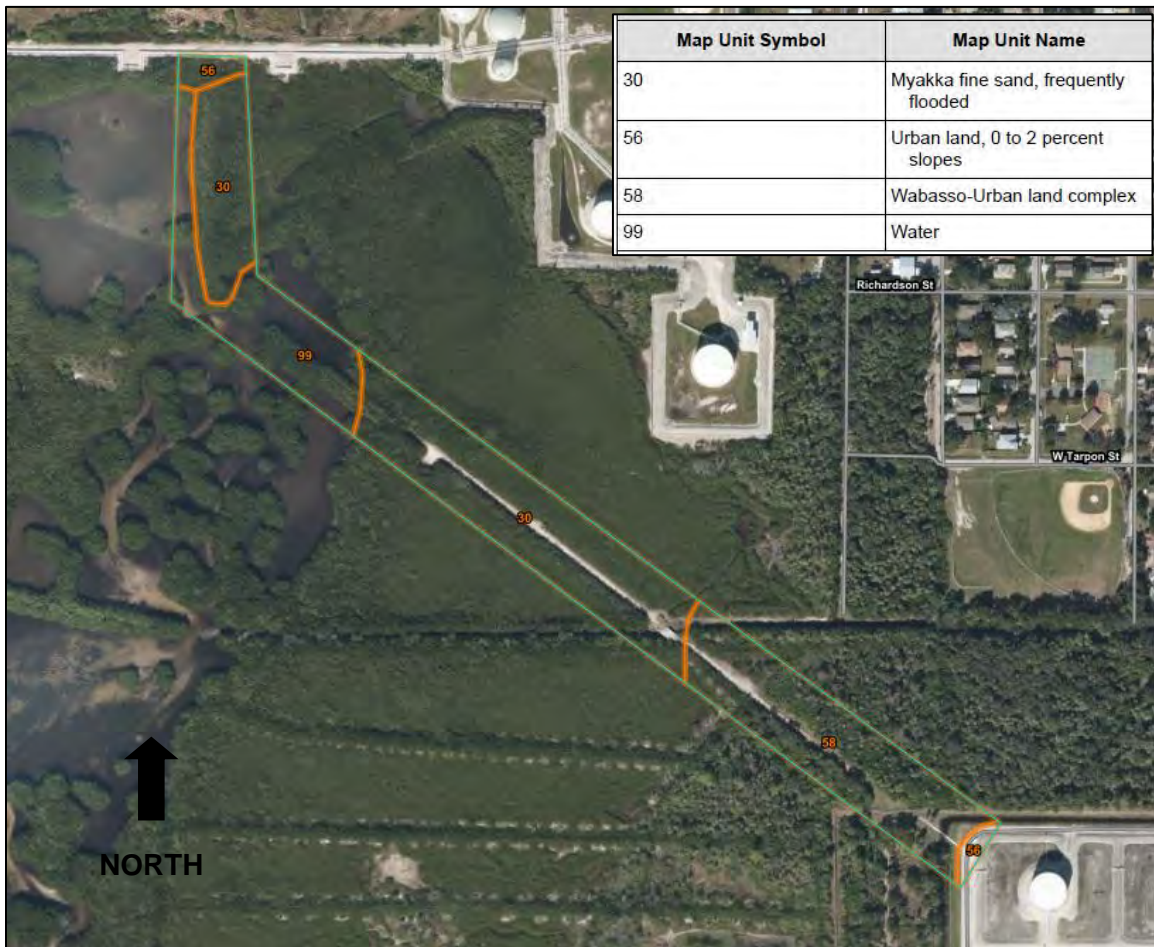 Map Unit Symbol Map Unit Name
30 Myakka fine sand, frequently
flooded
56 Urban land, 0 to 2 percent
slopes
58 Wabasso-Urban land complex
99 Water
56
30
Richardson St
99
W Tarpon St
30
58
56
NORTH